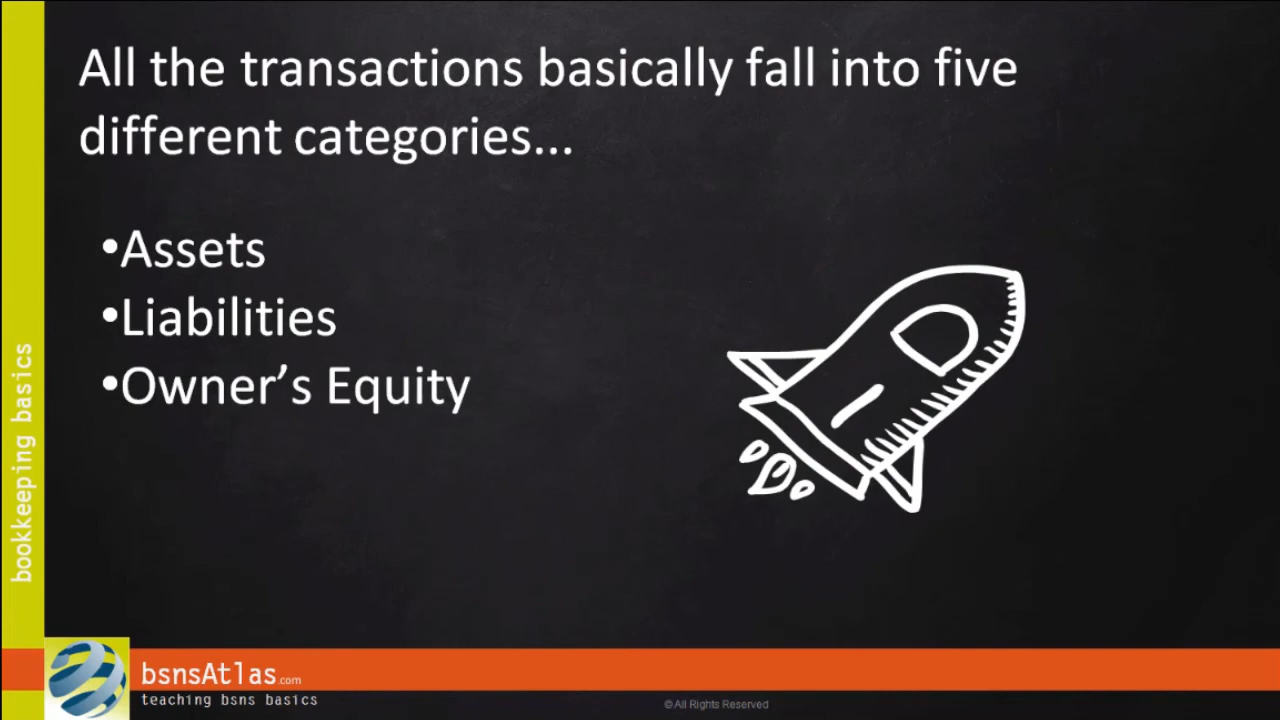 All the transactions basically fall into five
different categories...
•Assets
•Liabilities
•Owner’s Equity
bookkeeping basics
bsnsAtlas.com
teaching bsns basics
© All Rights Reserved